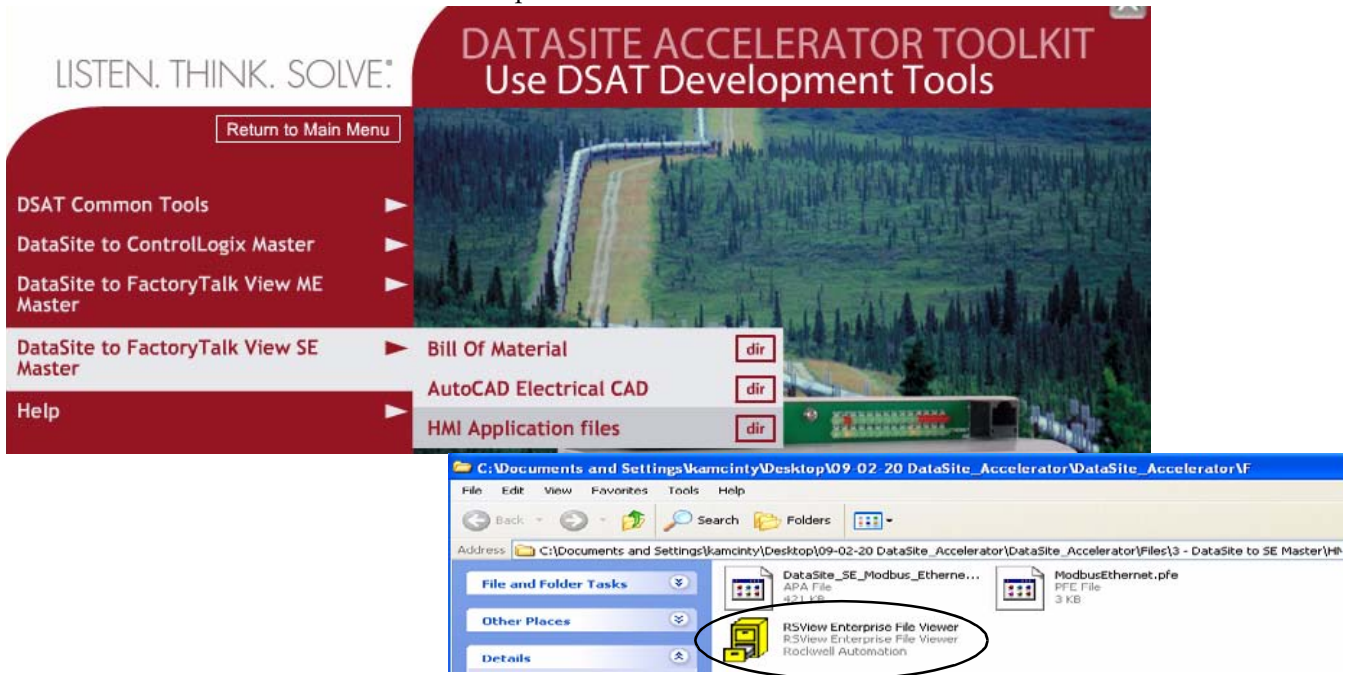 LISTEN. THINK. SOLVE.®
DATASITE ACCELERATOR TOOLKIT
Use DSAT Development Tools
Return to Main Menu
DSAT Common Tools
DataSite to ControlLogix Master
DataSite to FactoryTalk View ME
Master
DataSite to FactoryTalk View SE
Master
Help
Bill Of Material
dir
AutoCAD Electrical CAD
dir
HMI Application files
dir
C:\Documents and Settings\kamcinty\Desktop\09-02-20 DataSite_Accelerator\DataSite_Accelerator\F
File Edit View Favorites Tools Help
Back Search Folders
Address C:\Documents and Settings\kamcinty\Desktop\09-02-20 DataSite_Accelerator\DataSite_Accelerator\Files\3 - DataSite to SE Master\HM
File and Folder Tasks
Other Places
Details
DataSite_SE_Modbus_Etherne...
APA File
421 KB
ModbusEthernet.pfe
PFE File
3 KB
RSView Enterprise File Viewer
RSView Enterprise File Viewer
Rockwell Automation